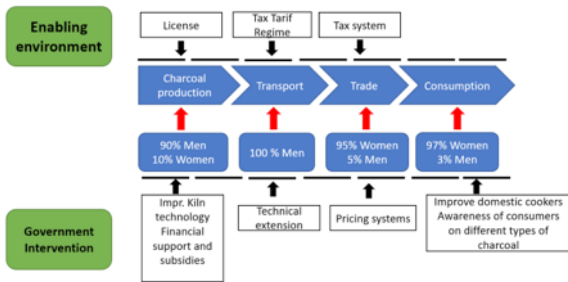 Enabling
environment
License
Tax Tarif
Regime
Tax system
Charcoal
production
Transport
Trade
Consumption
90% Men
10% Women
100 % Men
95% Women
5% Men
97% Women
3% Men
Government
Intervention
Impr. Kiln
technology
Financial
support and
subsidies
Technical
extension
Pricing systems
Improve domestic cookers
Awareness of consumers
on different types of
charcoal